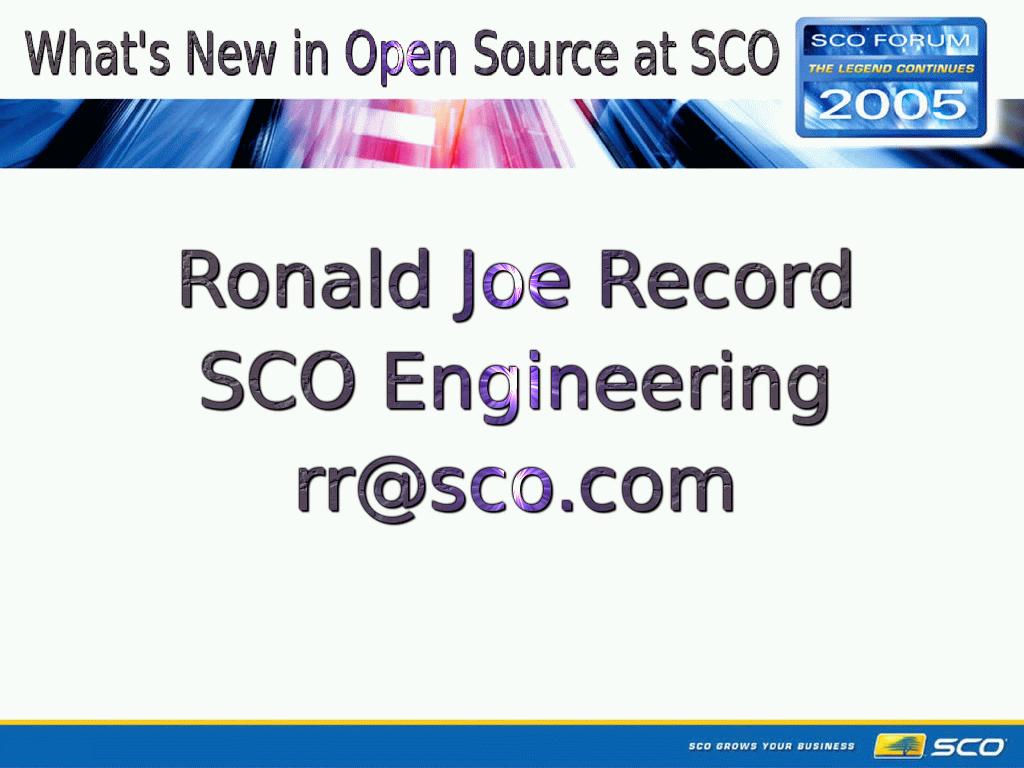 What's New in Open Source at SCO
SCO FORUM
THE LEGEND CONTINUES
2005
Ronald Joe Record
SCO Engineering
rr@sco.com
SCO GROWS YOUR BUSINESS
SCO